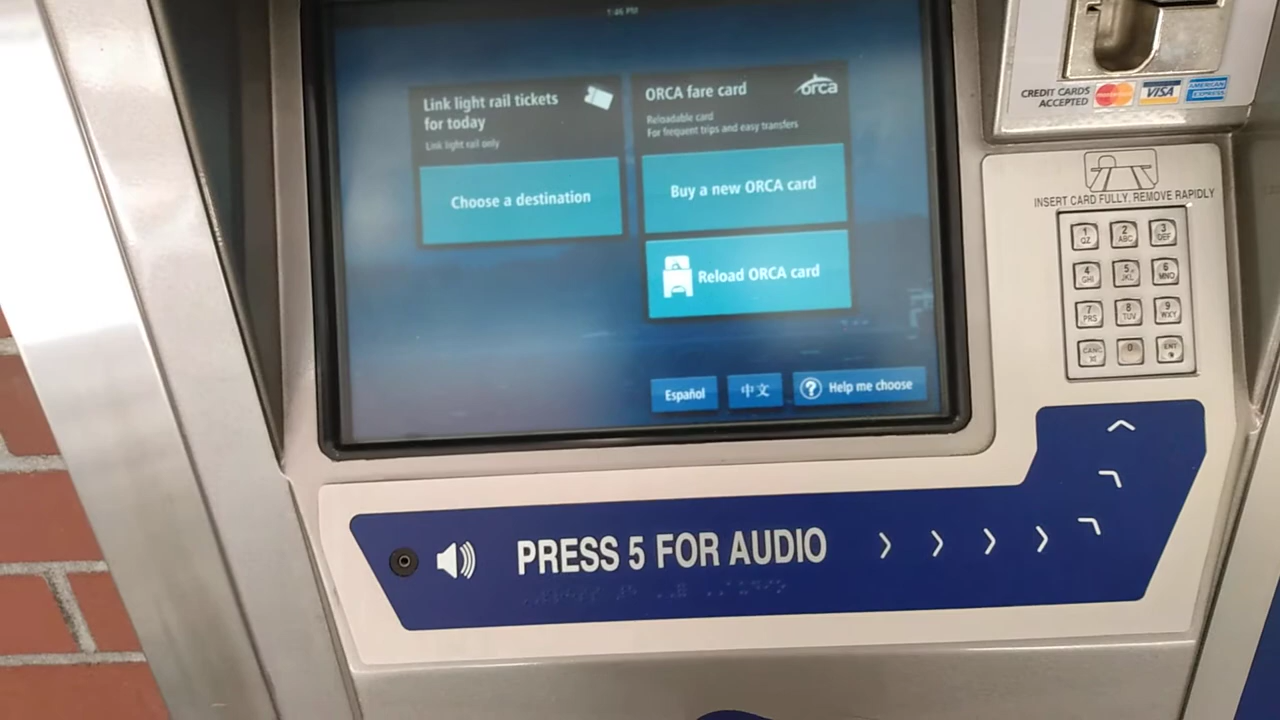 1:46 PM
Link light rail tickets
for today
Link light rail only
Choose a destination
ORCA fare card
orca
Reloadable card
For frequent trips and easy transfers
Buy a new ORCA card
Reload ORCA card
Español
中文
? Help me choose
CREDIT CARDS
ACCEPTED
mastercard
VISA
AMERICAN
EXPRESS
INSERT CARD FULLY, REMOVE RAPIDLY
1
QZ
2
ABC
3
DEF
4
GHI
5
JKL
6
MNO
7
PRS
8
TUV
9
WXY
CANC
0
ENT
PRESS 5 FOR AUDIO